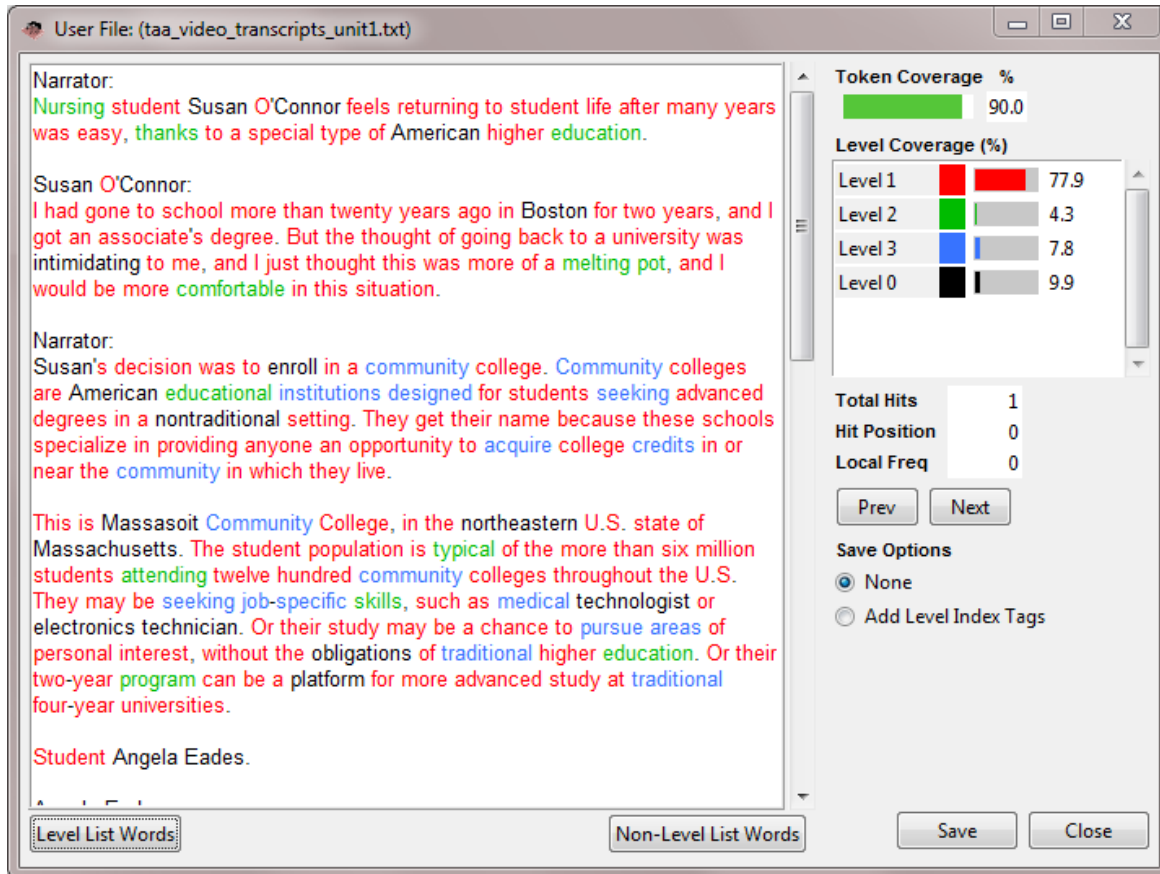 User File: (taa_video_transcripts_unit1.txt)
Narrator:
Nursing student Susan O'Connor feels returning to student life after many years
was easy, thanks to a special type of American higher education.
Susan O'Connor:
I had gone to school more than twenty years ago in Boston for two years, and I
got an associate's degree. But the thought of going back to a university was
intimidating to me, and I just thought this was more of a melting pot, and I
would be more comfortable in this situation.
Narrator:
Susan's decision was to enroll in a community college. Community colleges
are American educational institutions designed for students seeking advanced
degrees in a nontraditional setting. They get their name because these schools
specialize in providing anyone an opportunity to acquire college credits in or
near the community in which they live.
This is Massasoit Community College, in the northeastern U.S. state of
Massachusetts. The student population is typical of the more than six million
students attending twelve hundred community colleges throughout the U.S.
They may be seeking job-specific skills, such as medical technologist or
electronics technician. Or their study may be a chance to pursue areas of
personal interest, without the obligations of traditional higher education. Or their
two-year program can be a platform for more advanced study at traditional
four-year universities.
Student Angela Eades.
Level List Words
Non-Level List Words
Token Coverage %
90.0
Level Coverage (%)
Level 1 77.9
Level 2 4.3
Level 3 7.8
Level 0 9.9
Total Hits 1
Hit Position 0
Local Freq 0
Prev Next
Save Options
None
Add Level Index Tags
Save Close